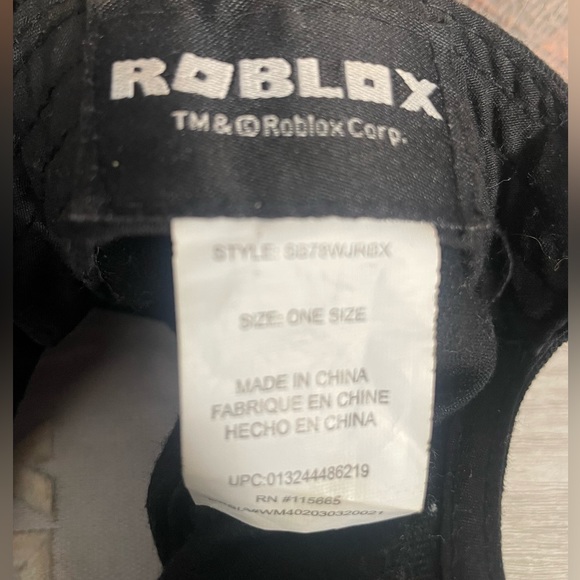 ROBLOX
TM&©Roblox Corp.
STYLE:
SIZE: ONE SIZE
MADE IN CHINA
FABRIQUE EN CHINE
HECHO EN CHINA
UPC:013244486219
RN #115665